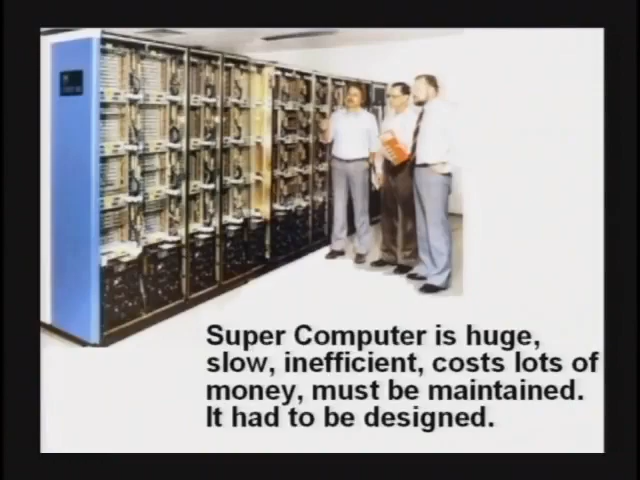 Super Computer is huge,
slow, inefficient, costs lots of
money, must be maintained.
It had to be designed.